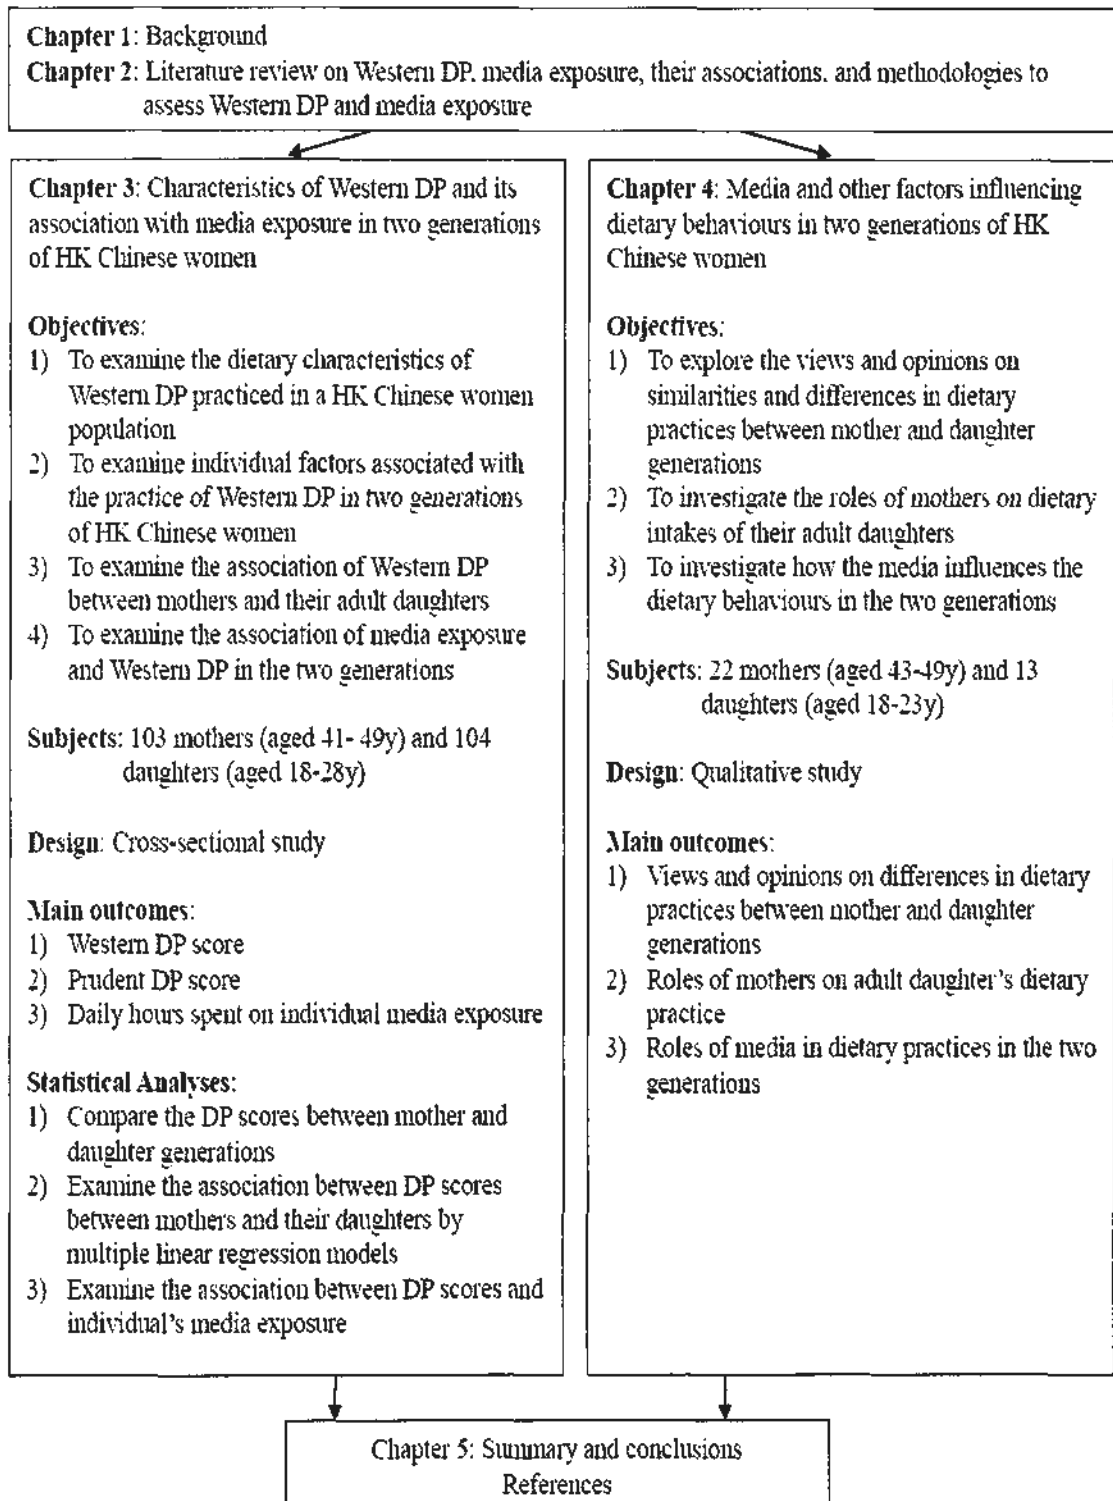 Chapter 1: Background
Chapter 2: Literature review on Western DP, media exposure, their associations, and methodologies to
assess Western DP and media exposure
Chapter 3: Characteristics of Western DP and its
association with media exposure in two generations
of HK Chinese women
Objectives:
1) To examine the dietary characteristics of
Western DP practiced in a HK Chinese women
population
2) To examine individual factors associated with
the practice of Western DP in two generations
of HK Chinese women
3) To examine the association of Western DP
between mothers and their adult daughters
4) To examine the association of media exposure
and Western DP in the two generations
Subjects: 103 mothers (aged 41- 49y) and 104
daughters (aged 18-28y)
Design: Cross-sectional study
Main outcomes:
1) Western DP score
2) Prudent DP score
3) Daily hours spent on individual media exposure
Statistical Analyses:
1) Compare the DP scores between mother and
daughter generations
2) Examine the association between DP scores
between mothers and their daughters by
multiple linear regression models
3) Examine the association between DP scores and
individual's media exposure
Chapter 4: Media and other factors influencing
dietary behaviours in two generations of HK
Chinese women
Objectives:
1) To explore the views and opinions on
similarities and differences in dietary
practices between mother and daughter
generations
2) To investigate the roles of mothers on dietary
intakes of their adult daughters
3) To investigate how the media influences the
dietary behaviours in the two generations
Subjects: 22 mothers (aged 43-49y) and 13
daughters (aged 18-23y)
Design: Qualitative study
Main outcomes:
1) Views and opinions on differences in dietary
practices between mother and daughter
generations
2) Roles of mothers on adult daughter's dietary
practice
3) Roles of media in dietary practices in the two
generations
Chapter 5: Summary and conclusions
References